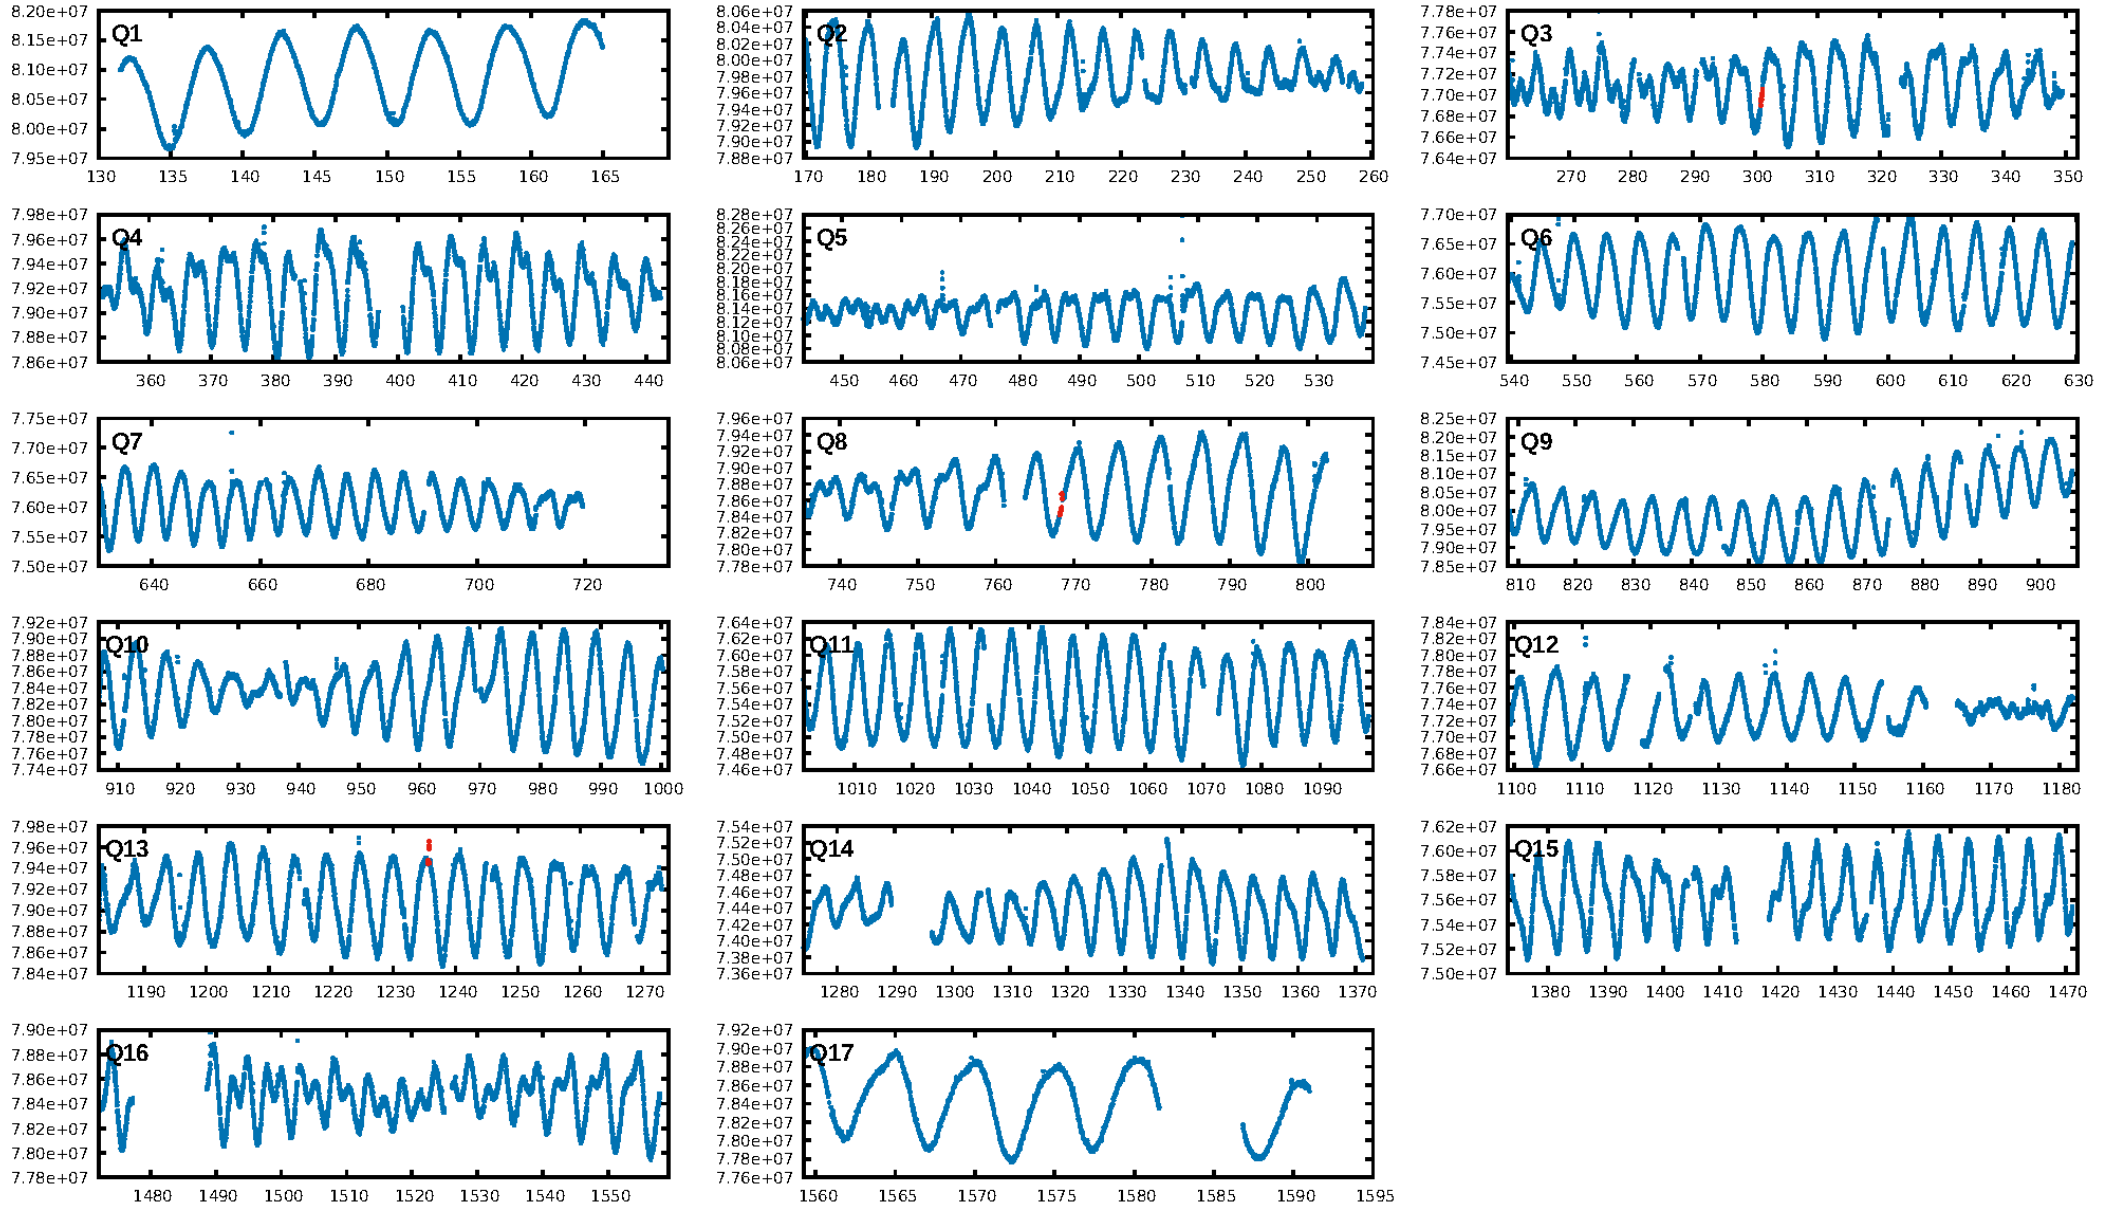 Q1
8.20e+07
8.15e+07
8.10e+07
8.05e+07
8.00e+07
7.95e+07
130 135 140 145 150 155 160 165
Q2
8.06e+07
8.04e+07
8.02e+07
8.00e+07
7.98e+07
7.96e+07
7.94e+07
7.92e+07
7.90e+07
7.88e+07
170 180 190 200 210 220 230 240 250 260
Q3
7.78e+07
7.76e+07
7.74e+07
7.72e+07
7.70e+07
7.68e+07
7.66e+07
7.64e+07
270 280 290 300 310 320 330 340 350
Q4
7.98e+07
7.96e+07
7.94e+07
7.92e+07
7.90e+07
7.88e+07
7.86e+07
360 370 380 390 400 410 420 430 440
Q5
8.28e+07
8.26e+07
8.24e+07
8.22e+07
8.20e+07
8.18e+07
8.16e+07
8.14e+07
8.12e+07
8.10e+07
8.08e+07
8.06e+07
450 460 470 480 490 500 510 520 530
Q6
7.70e+07
7.65e+07
7.60e+07
7.55e+07
7.50e+07
7.45e+07
540 550 560 570 580 590 600 610 620 630
Q7
7.75e+07
7.70e+07
7.65e+07
7.60e+07
7.55e+07
7.50e+07
640 660 680 700 720
Q8
7.96e+07
7.94e+07
7.92e+07
7.90e+07
7.88e+07
7.86e+07
7.84e+07
7.82e+07
7.80e+07
7.78e+07
740 750 760 770 780 790 800
Q9
8.25e+07
8.20e+07
8.15e+07
8.10e+07
8.05e+07
8.00e+07
7.95e+07
7.90e+07
7.85e+07
810 820 830 840 850 860 870 880 890 900
Q10
7.92e+07
7.90e+07
7.88e+07
7.86e+07
7.84e+07
7.82e+07
7.80e+07
7.78e+07
7.76e+07
7.74e+07
910 920 930 940 950 960 970 980 990 1000
Q11
7.64e+07
7.62e+07
7.60e+07
7.58e+07
7.56e+07
7.54e+07
7.52e+07
7.50e+07
7.48e+07
7.46e+07
1010 1020 1030 1040 1050 1060 1070 1080 1090
Q12
7.84e+07
7.82e+07
7.80e+07
7.78e+07
7.76e+07
7.74e+07
7.72e+07
7.70e+07
7.68e+07
7.66e+07
1100 1110 1120 1130 1140 1150 1160 1170 1180
Q13
7.98e+07
7.96e+07
7.94e+07
7.92e+07
7.90e+07
7.88e+07
7.86e+07
7.84e+07
1190 1200 1210 1220 1230 1240 1250 1260 1270
Q14
7.54e+07
7.52e+07
7.50e+07
7.48e+07
7.46e+07
7.44e+07
7.42e+07
7.40e+07
7.38e+07
7.36e+07
1280 1290 1300 1310 1320 1330 1340 1350 1360 1370
Q15
7.62e+07
7.60e+07
7.58e+07
7.56e+07
7.54e+07
7.52e+07
7.50e+07
1380 1390 1400 1410 1420 1430 1440 1450 1460 1470
Q16
7.90e+07
7.88e+07
7.86e+07
7.84e+07
7.82e+07
7.80e+07
7.78e+07
1480 1490 1500 1510 1520 1530 1540 1550
Q17
7.92e+07
7.90e+07
7.88e+07
7.86e+07
7.84e+07
7.82e+07
7.80e+07
7.78e+07
7.76e+07
1560 1565 1570 1575 1580 1585 1590 1595